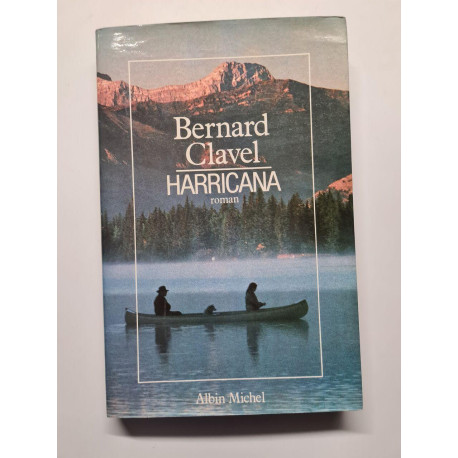 Bernard
Clavel
HARRICANA
roman
Albin Michel